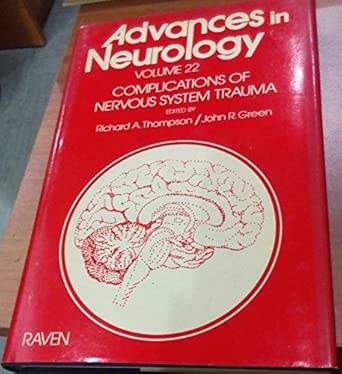 Advances in
Neurology
VOLUME 22
COMPLICATIONS OF
NERVOUS SYSTEM TRAUMA
EDITED BY
Richard A. Thompson / John R. Green
RAVEN